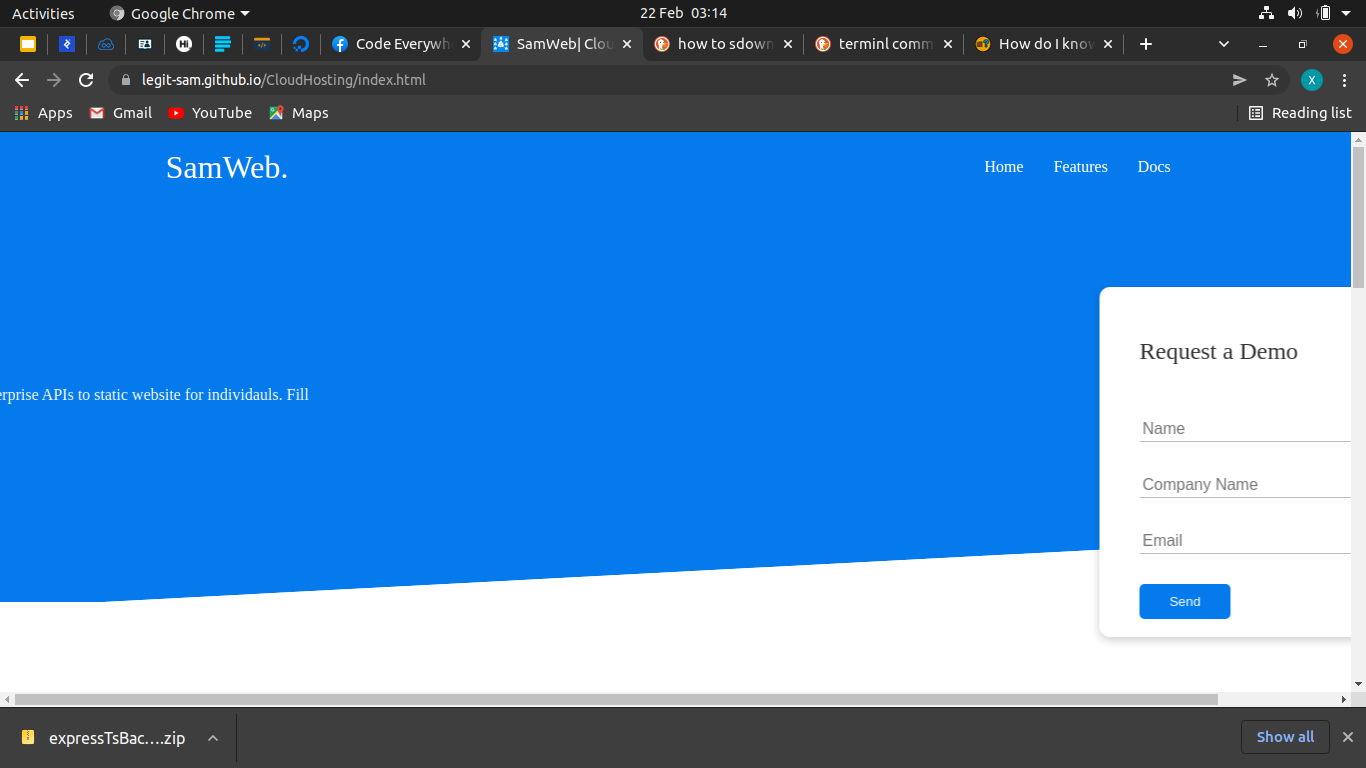 Activities
Google Chrome
22 Feb 03:14
Code Everywh
SamWeb| Clou
how to sdown
terminl comm
How do I know
legit-sam.github.io/CloudHosting/index.html
X
Apps
Gmail
YouTube
Maps
Reading list
SamWeb.
Home
Features
Docs
Request a Demo
erprise APIs to static website for individauls. Fill
Name
Company Name
Email
Send
expressTsBac....zip
Show all